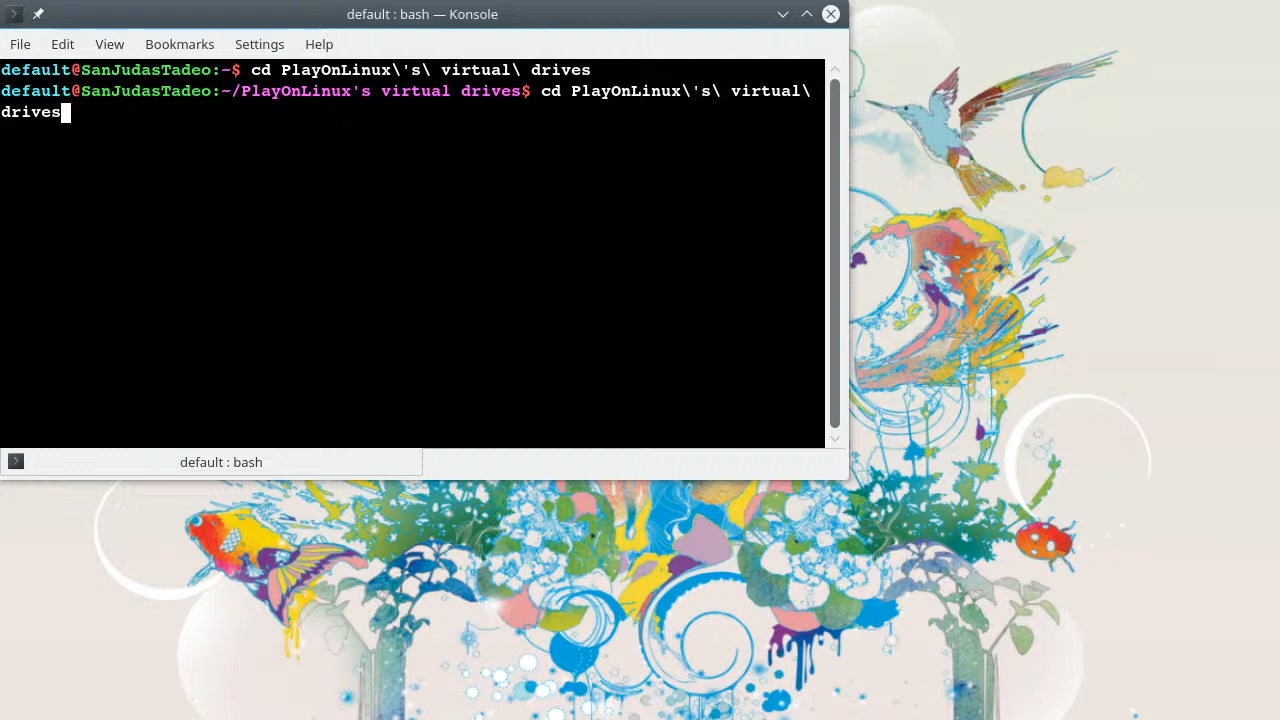 default : bash — Konsole
File Edit View Bookmarks Settings Help
default@SanJudasTadeo:~$ cd PlayOnLinux\'s\ virtual\ drives
default@SanJudasTadeo:~/PlayOnLinux's virtual drives$ cd PlayOnLinux\'s\ virtual\
drives
default : bash